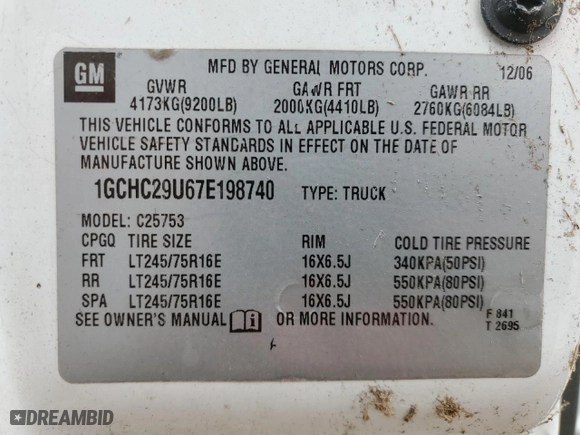 GM
MFD BY GENERAL MOTORS CORP. 12/06
GVWR GAWR FRT GAWR RR
4173KG(9200LB) 2000KG(4410LB) 2760KG(6084LB)
THIS VEHICLE CONFORMS TO ALL APPLICABLE U.S. FEDERAL MOTOR
VEHICLE SAFETY STANDARDS IN EFFECT ON THE DATE OF
MANUFACTURE SHOWN ABOVE.
1GCHC29U67E198740 TYPE: TRUCK
MODEL: C25753
CPGQ TIRE SIZE RIM COLD TIRE PRESSURE
FRT LT245/75R16E 16X6.5J 340KPA(50PSI)
RR LT245/75R16E 16X6.5J 550KPA(80PSI)
SPA LT245/75R16E 16X6.5J 550KPA(80PSI)
SEE OWNER'S MANUAL i OR MORE INFORMATION.
F 841
T 2695
DREAMBID